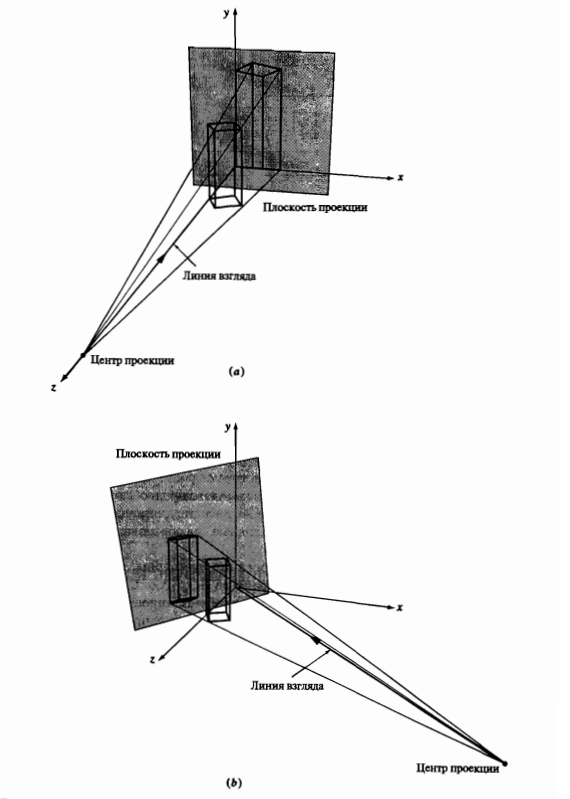 y
x
Плоскость проекции
Линия взгляда
Центр проекции
z
(a)
y
Плоскость проекции
x
z
Линия взгляда
Центр проекции
(b)